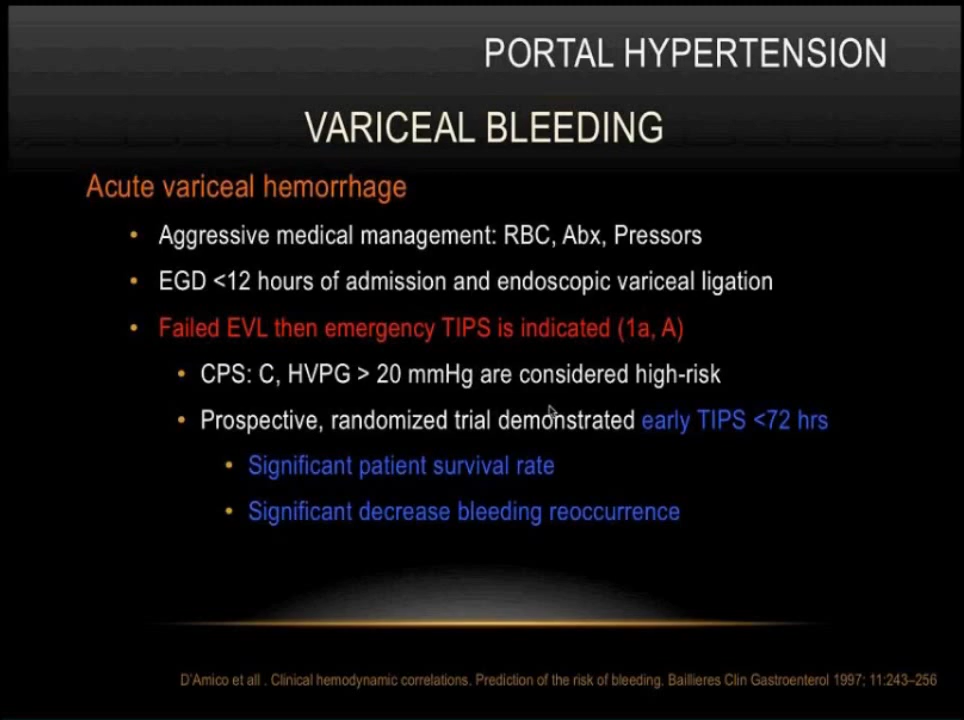 PORTAL HYPERTENSION
VARICEAL BLEEDING
Acute variceal hemorrhage
• Aggressive medical management: RBC, Abx, Pressors
• EGD <12 hours of admission and endoscopic variceal ligation
• Failed EVL then emergency TIPS is indicated (1a, A)
• CPS: C, HVPG > 20 mmHg are considered high-risk
• Prospective, randomized trial demonstrated early TIPS <72 hrs
• Significant patient survival rate
• Significant decrease bleeding reoccurrence
D'Amico et all . Clinical hemodynamic correlations. Prediction of the risk of bleeding. Baillieres Clin Gastroenterol 1997; 11:243–256